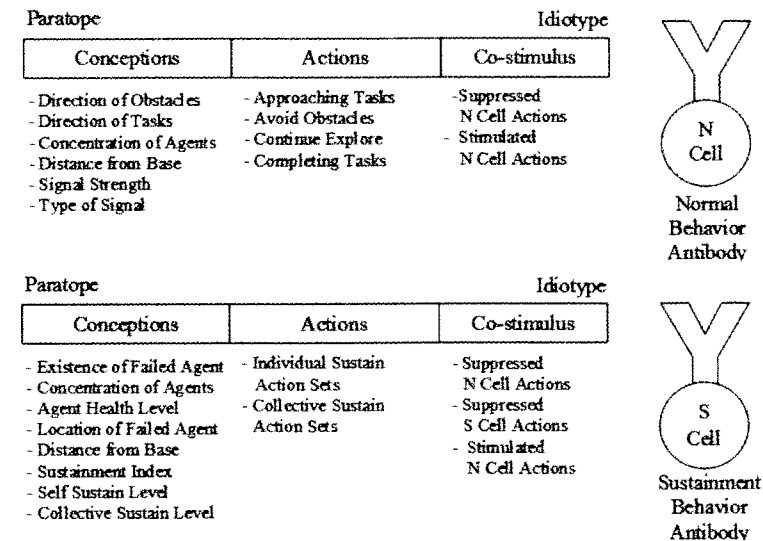 Paratope Idiotype
Conceptions Actions Co-stimulus
- Direction of Obstacles
- Direction of Tasks
- Concentration of Agents
- Distance from Base
- Signal Strength
- Type of Signal
- Approaching Tasks
- Avoid Obstacles
- Continue Explore
- Completing Tasks
-Suppressed
N Cell Actions
- Stimulated
N Cell Actions
N
Cell
Normal
Behavior
Antibody
Paratope Idiotype
Conceptions Actions Co-stimulus
- Existence of Failed Agent
- Concentration of Agents
- Agent Health Level
- Location of Failed Agent
- Distance from Base
- Sustainment Index
- Self Sustain Level
- Collective Sustain Level
- Individual Sustain
Action Sets
- Collective Sustain
Action Sets
- Suppressed
N Cell Actions
- Suppressed
S Cell Actions
- Stimulated
N Cell Actions
S
Cell
Sustainment
Behavior
Antibody